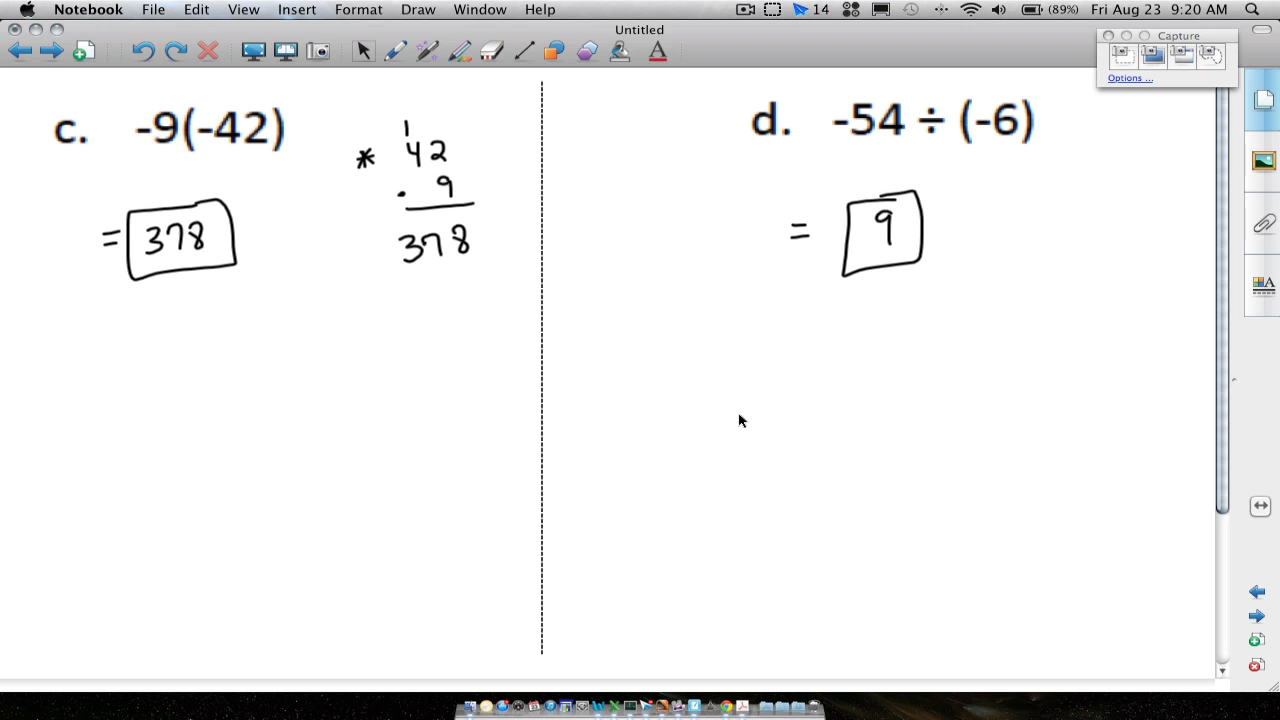 Notebook File Edit View Insert Format Draw Window Help 14 (89%) Fri Aug 23 9:20 AM
Untitled
Capture
Options ...
c. -9(-42)
= 378
1
* 42
· 9
378
d. -54 ÷ (-6)
= 9